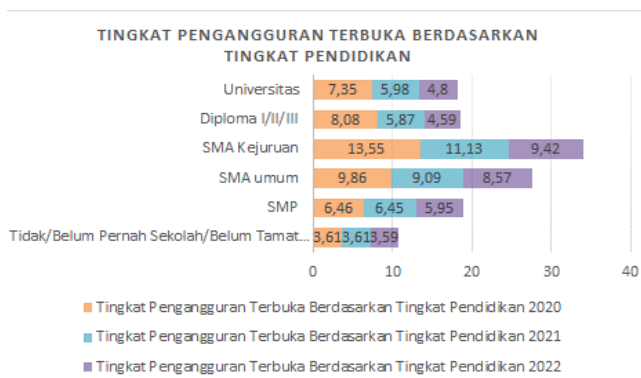 TINGKAT PENGANGGURAN TERBUKA BERDASARKAN
TINGKAT PENDIDIKAN
Universitas 7,35 5,98 4,8
Diploma I/II/III 8,08 5,87 4,59
SMA Kejuruan 13,55 11,13 9,42
SMA umum 9,86 9,09 8,57
SMP 6,46 6,45 5,95
Tidak/Belum Pernah Sekolah/Belum Tamat... 3,61 3,61 3,59
0 10 20 30 40
Tingkat Pengangguran Terbuka Berdasarkan Tingkat Pendidikan 2020
Tingkat Pengangguran Terbuka Berdasarkan Tingkat Pendidikan 2021
Tingkat Pengangguran Terbuka Berdasarkan Tingkat Pendidikan 2022